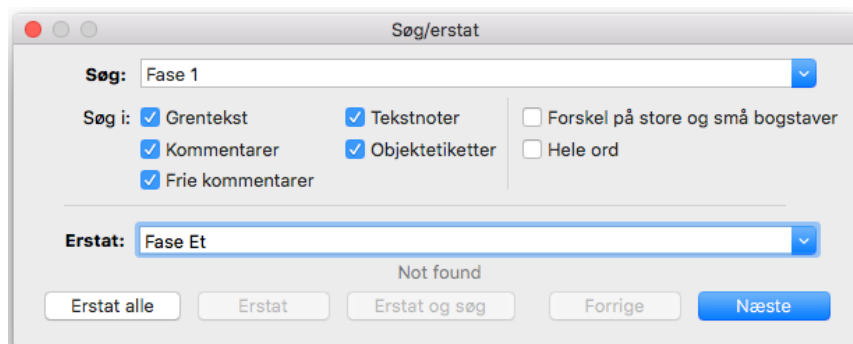 Søg/erstat
Søg: Fase 1
Søg i: Grentekst Tekstnoter Forskel på store og små bogstaver
Kommentarer Objektetiketter Hele ord
Frie kommentarer
Erstat: Fase Et
Not found
Erstat alle Erstat Erstat og søg Forrige Næste